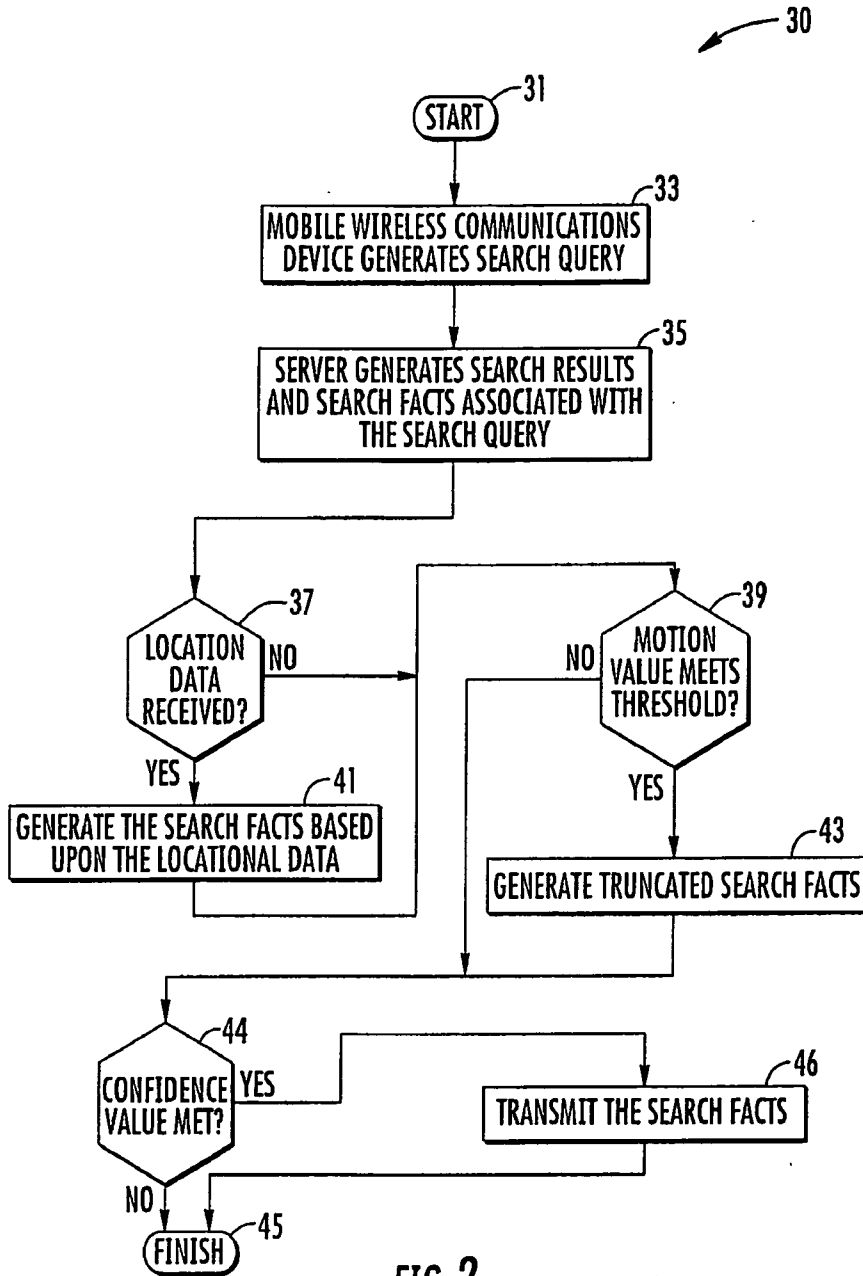 30
31
START
33
MOBILE WIRELESS COMMUNICATIONS
DEVICE GENERATES SEARCH QUERY
35
SERVER GENERATES SEARCH RESULTS
AND SEARCH FACTS ASSOCIATED WITH
THE SEARCH QUERY
37
LOCATION
DATA
RECEIVED?
NO
YES
39
MOTION
VALUE MEETS
THRESHOLD?
NO
YES
41
GENERATE THE SEARCH FACTS BASED
UPON THE LOCATIONAL DATA
43
GENERATE TRUNCATED SEARCH FACTS
44
CONFIDENCE
VALUE MET?
YES
NO
46
TRANSMIT THE SEARCH FACTS
45
FINISH
FIG. 2